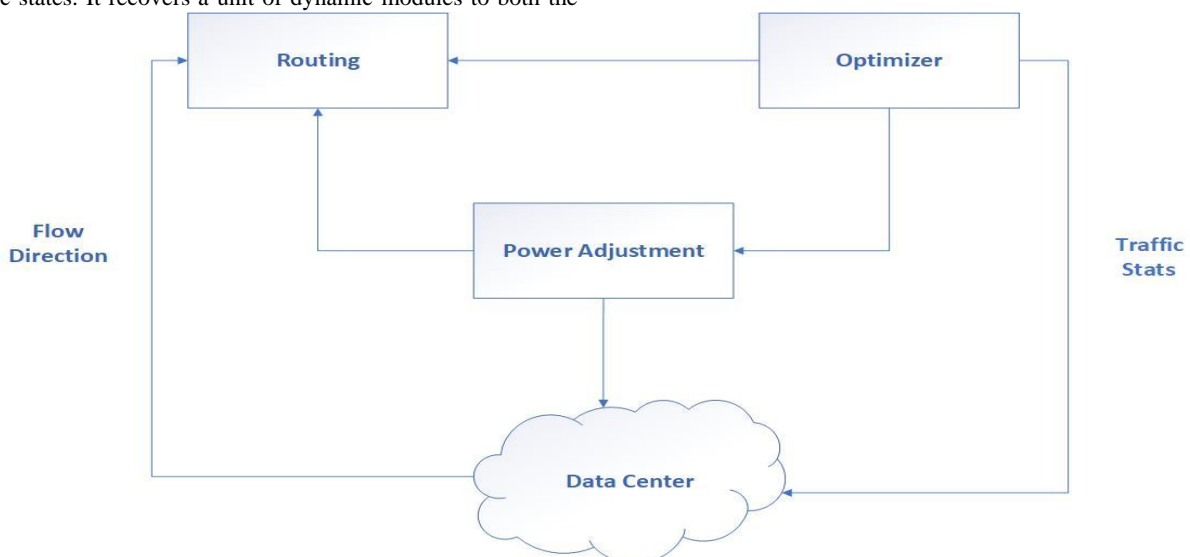 states. It recovers a unit of dynamic modules to both the
Routing
Optimizer
Flow
Direction
Power Adjustment
Traffic
Stats
Data Center